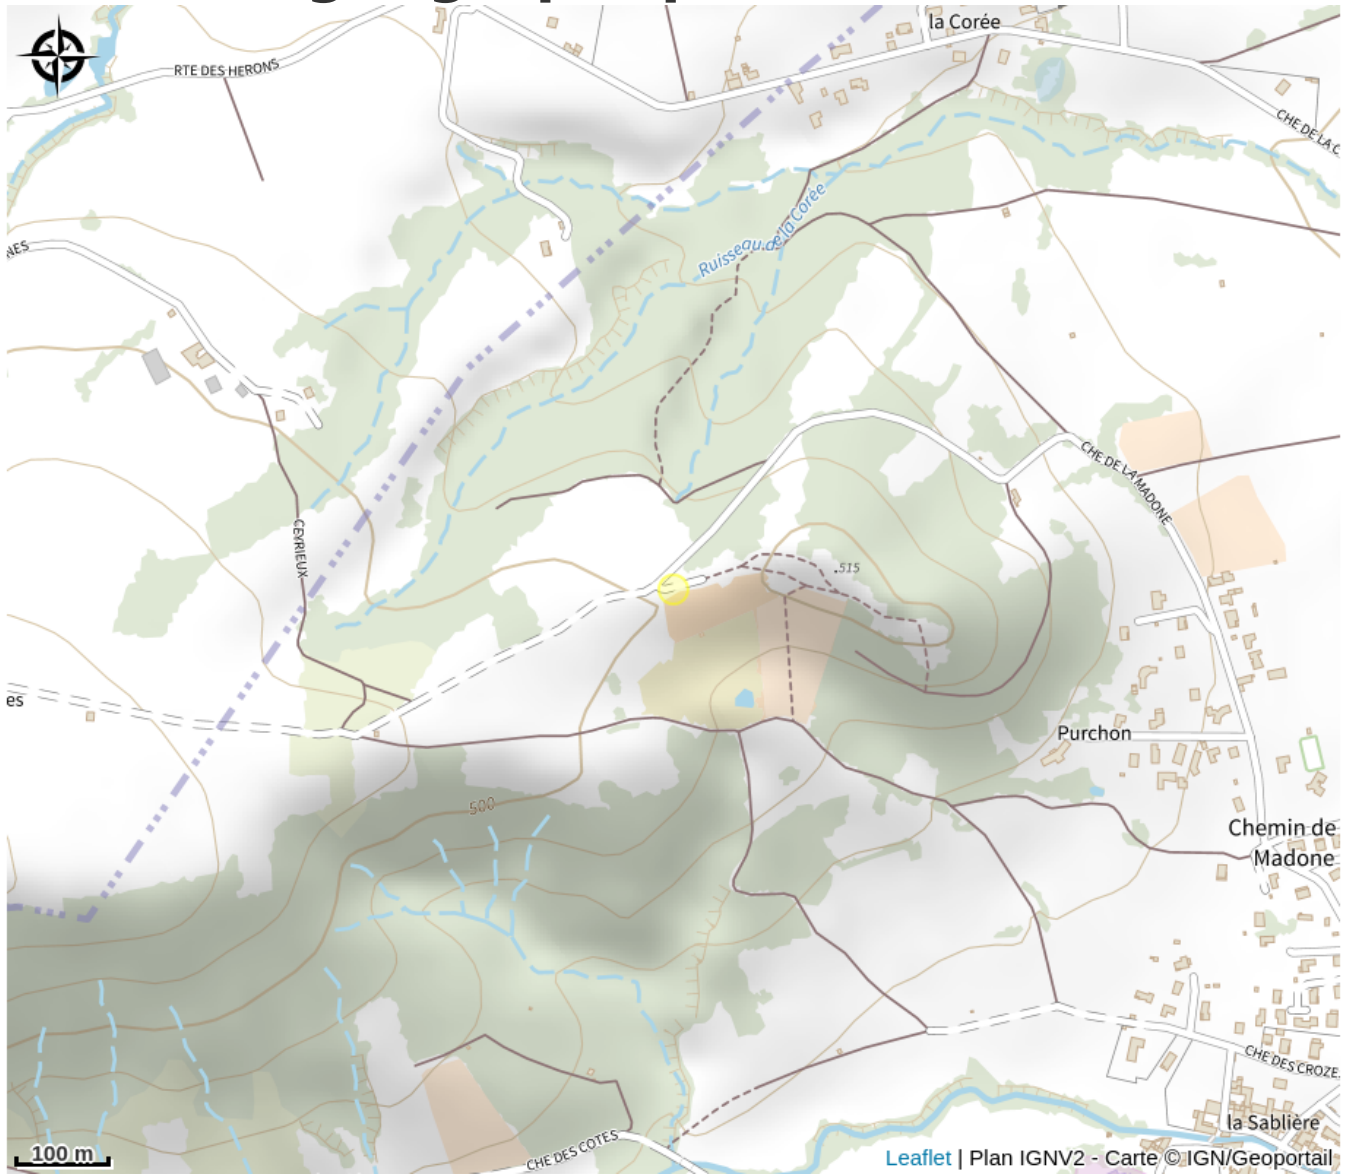 la Corée
RTE DES HERONS
CHE DE LA C
NES
Ruisseau de la Corée
CHE DE LA MADONE
CEYRIEUX
515
es
Purchon
500
Chemin de
Madone
CHE DES CROZE
la Sablière
CHE DES COTES
100 m
Leaflet | Plan IGNV2 - Carte © IGN/Geoportail